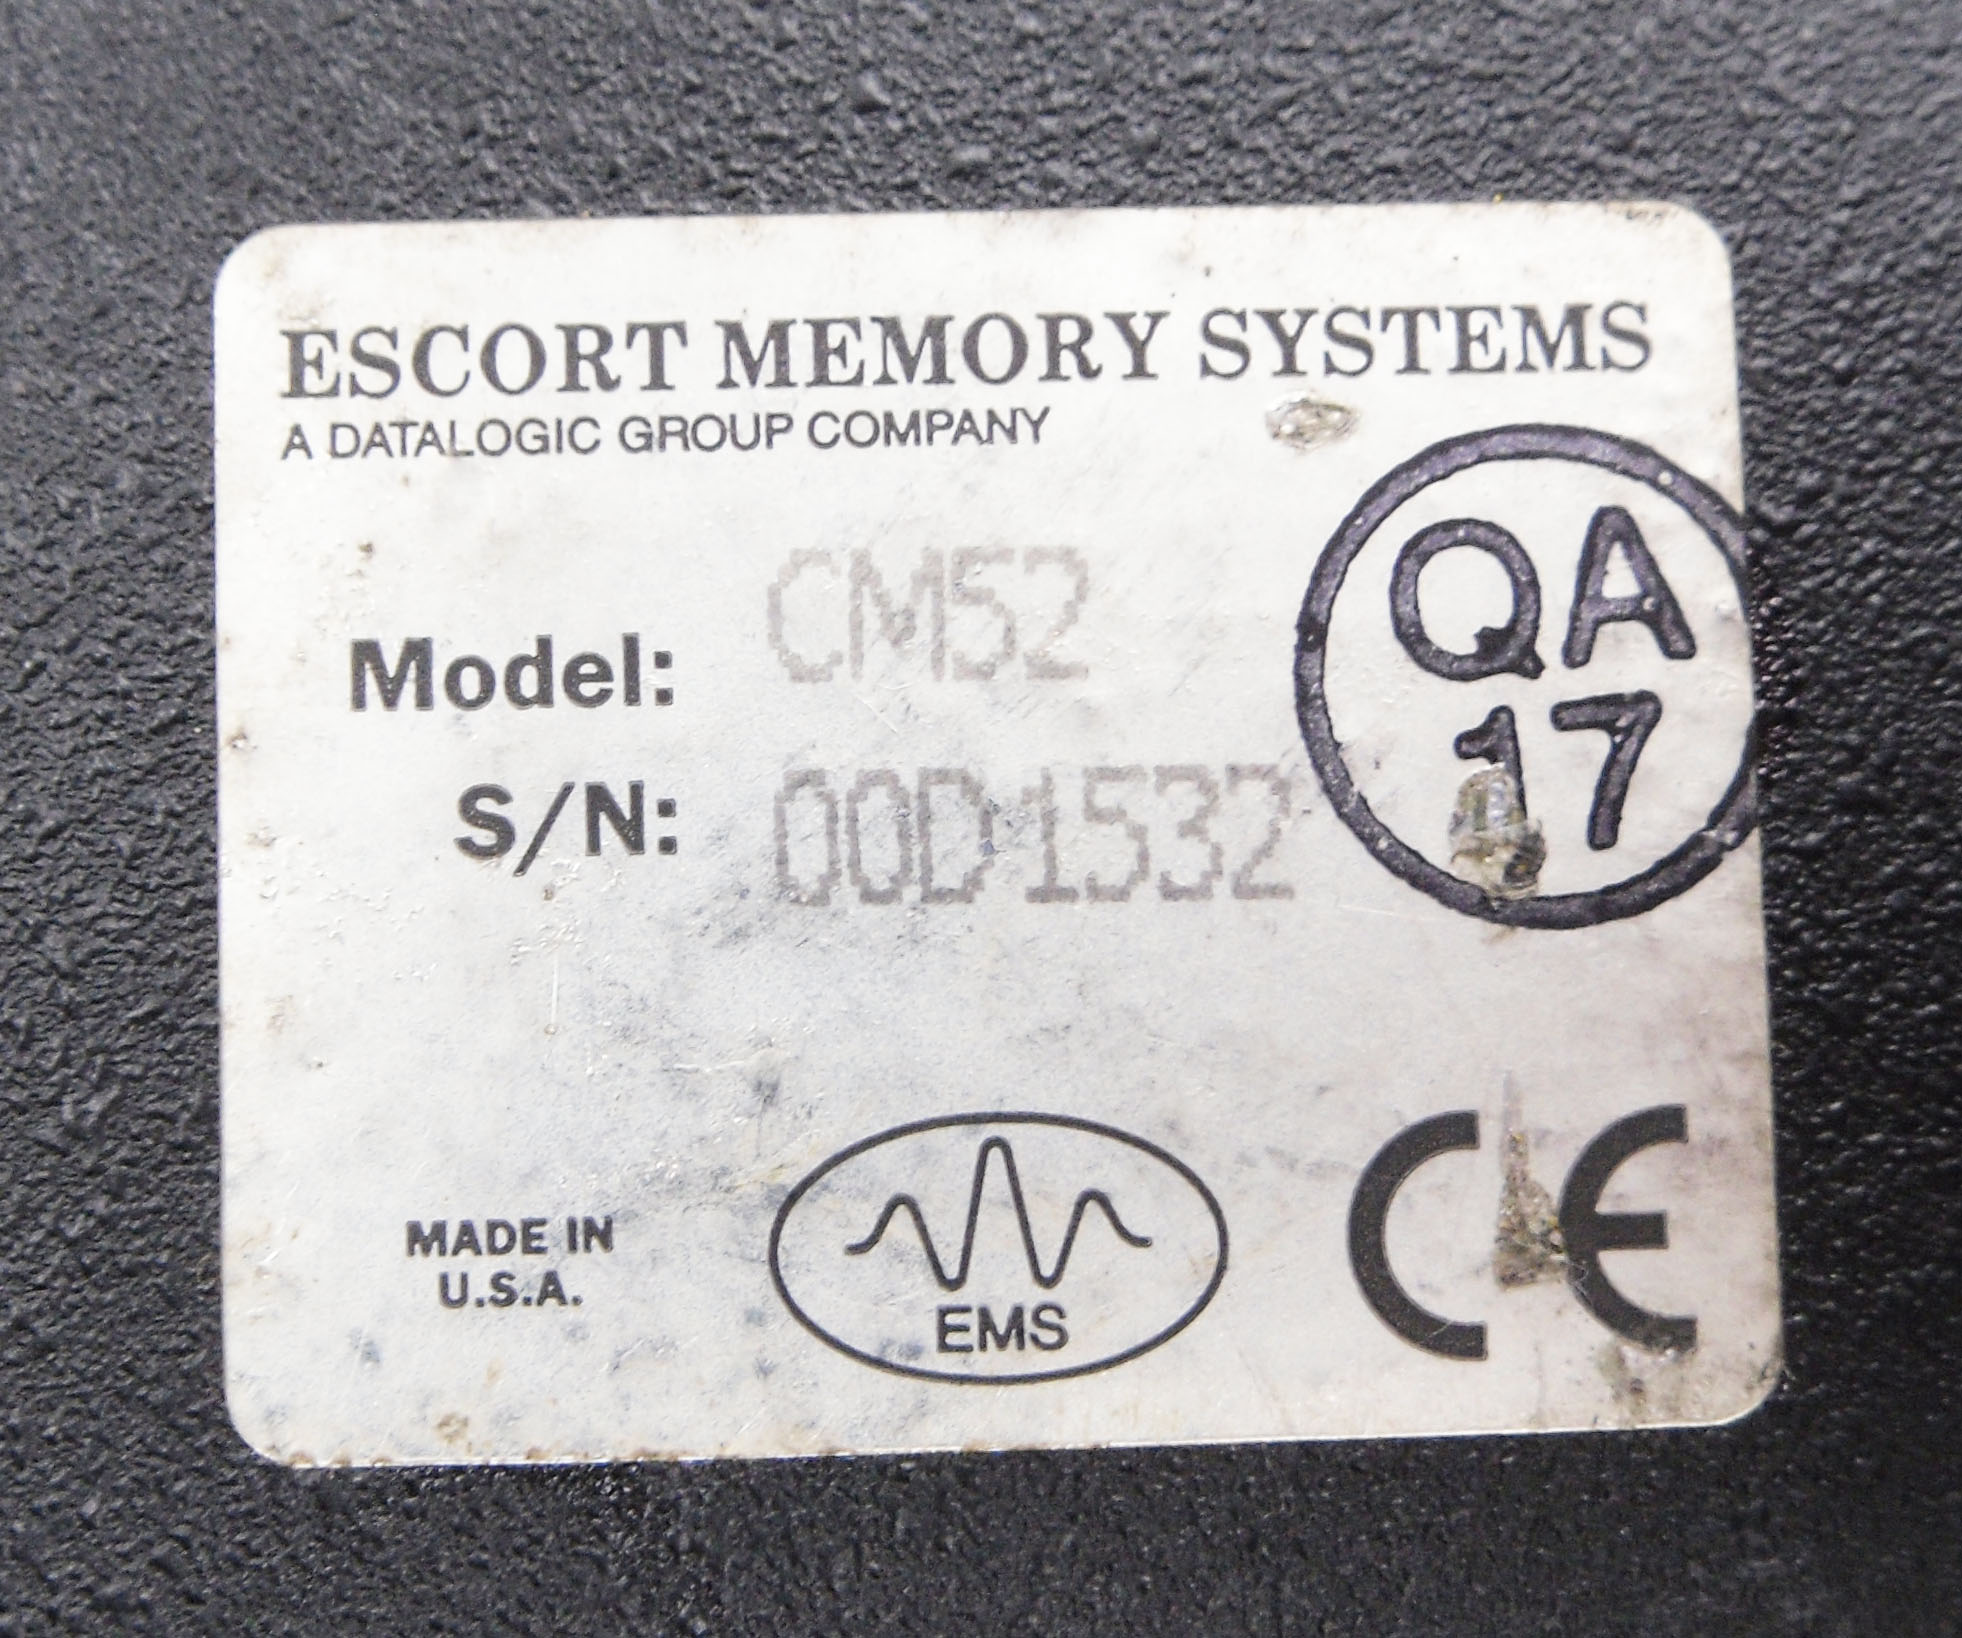 ESCORT MEMORY SYSTEMS
A DATALOGIC GROUP COMPANY
Model: CM52
S/N: 00D1532
QA
17
MADE IN
U.S.A.
EMS
CE